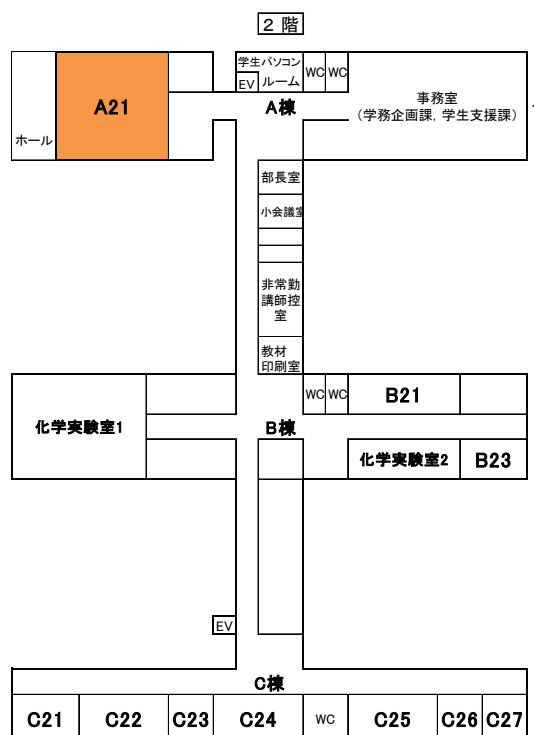 2 階
学生パソコン
ルーム
EV
WC
WC
A21
A棟
ホール
事務室
(学務企画課, 学生支援課)
部長室
小会議室
非常勤
講師控
室
教材
印刷室
WC
WC
B21
化学実験室1
B棟
化学実験室2
B23
EV
C棟
C21
C22
C23
C24
WC
C25
C26
C27